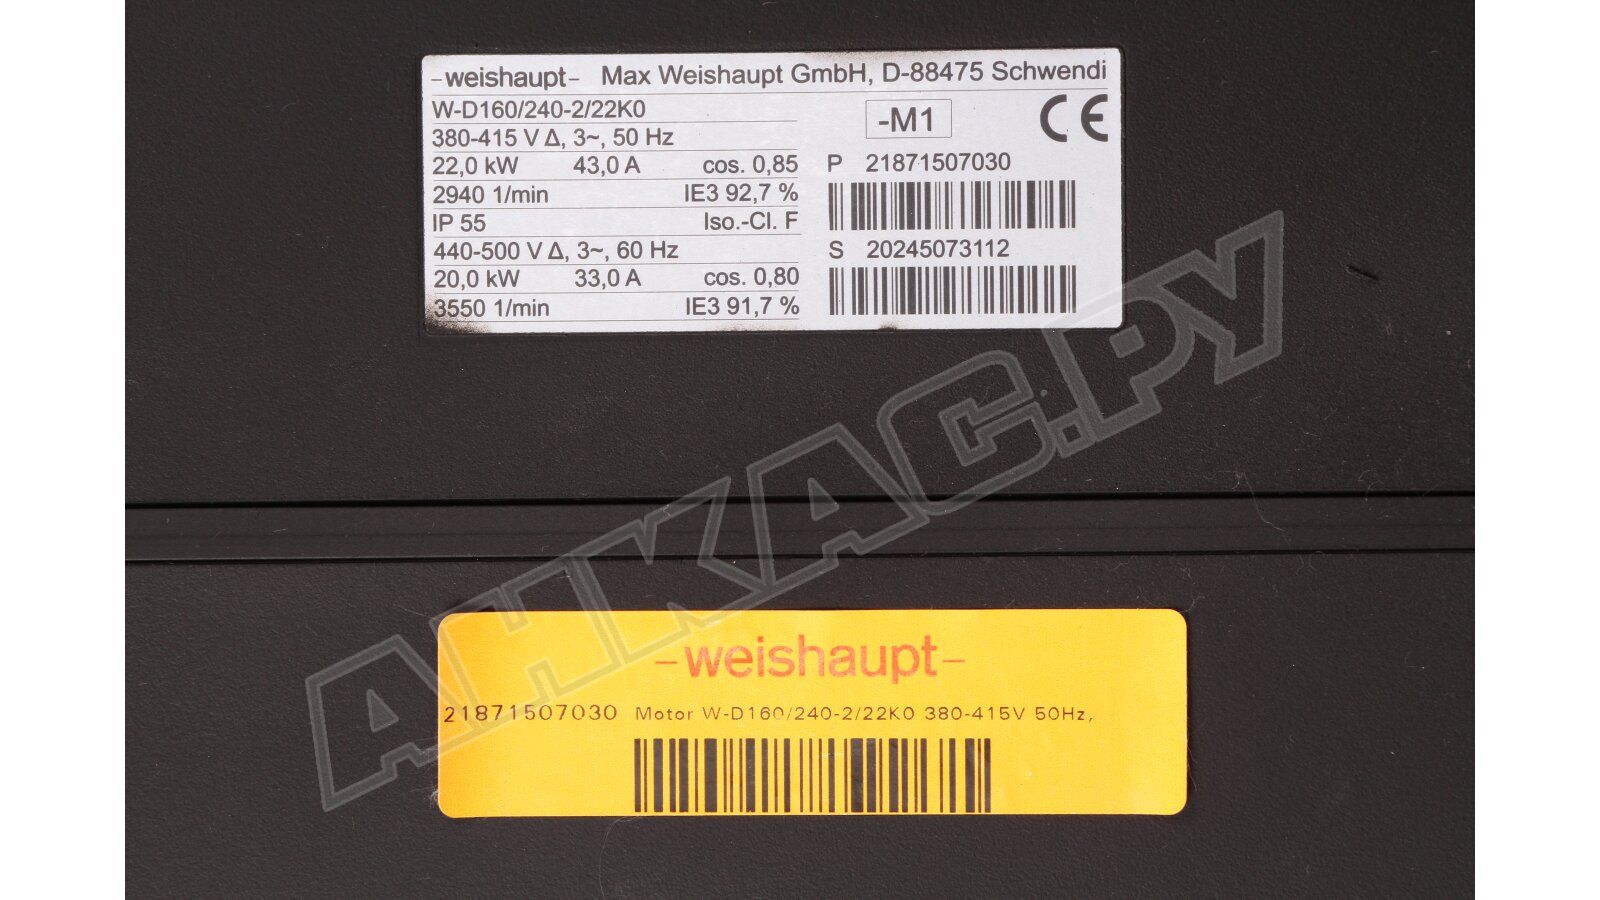 -weishaupt- Max Weishaupt GmbH, D-88475 Schwendi
W-D160/240-2/22K0
380-415 V Δ, 3~, 50 Hz
22,0 kW 43,0 A cos. 0,85
2940 1/min IE3 92,7 %
IP 55 Iso.-Cl. F
440-500 V Δ, 3~, 60 Hz
20,0 kW 33,0 A cos. 0,80
3550 1/min IE3 91,7 %
-M1 CE
P 21871507030
S 20245073112
АНКАС.РУ
-weishaupt-
21871507030 Motor W-D160/240-2/22K0 380-415V 50Hz,